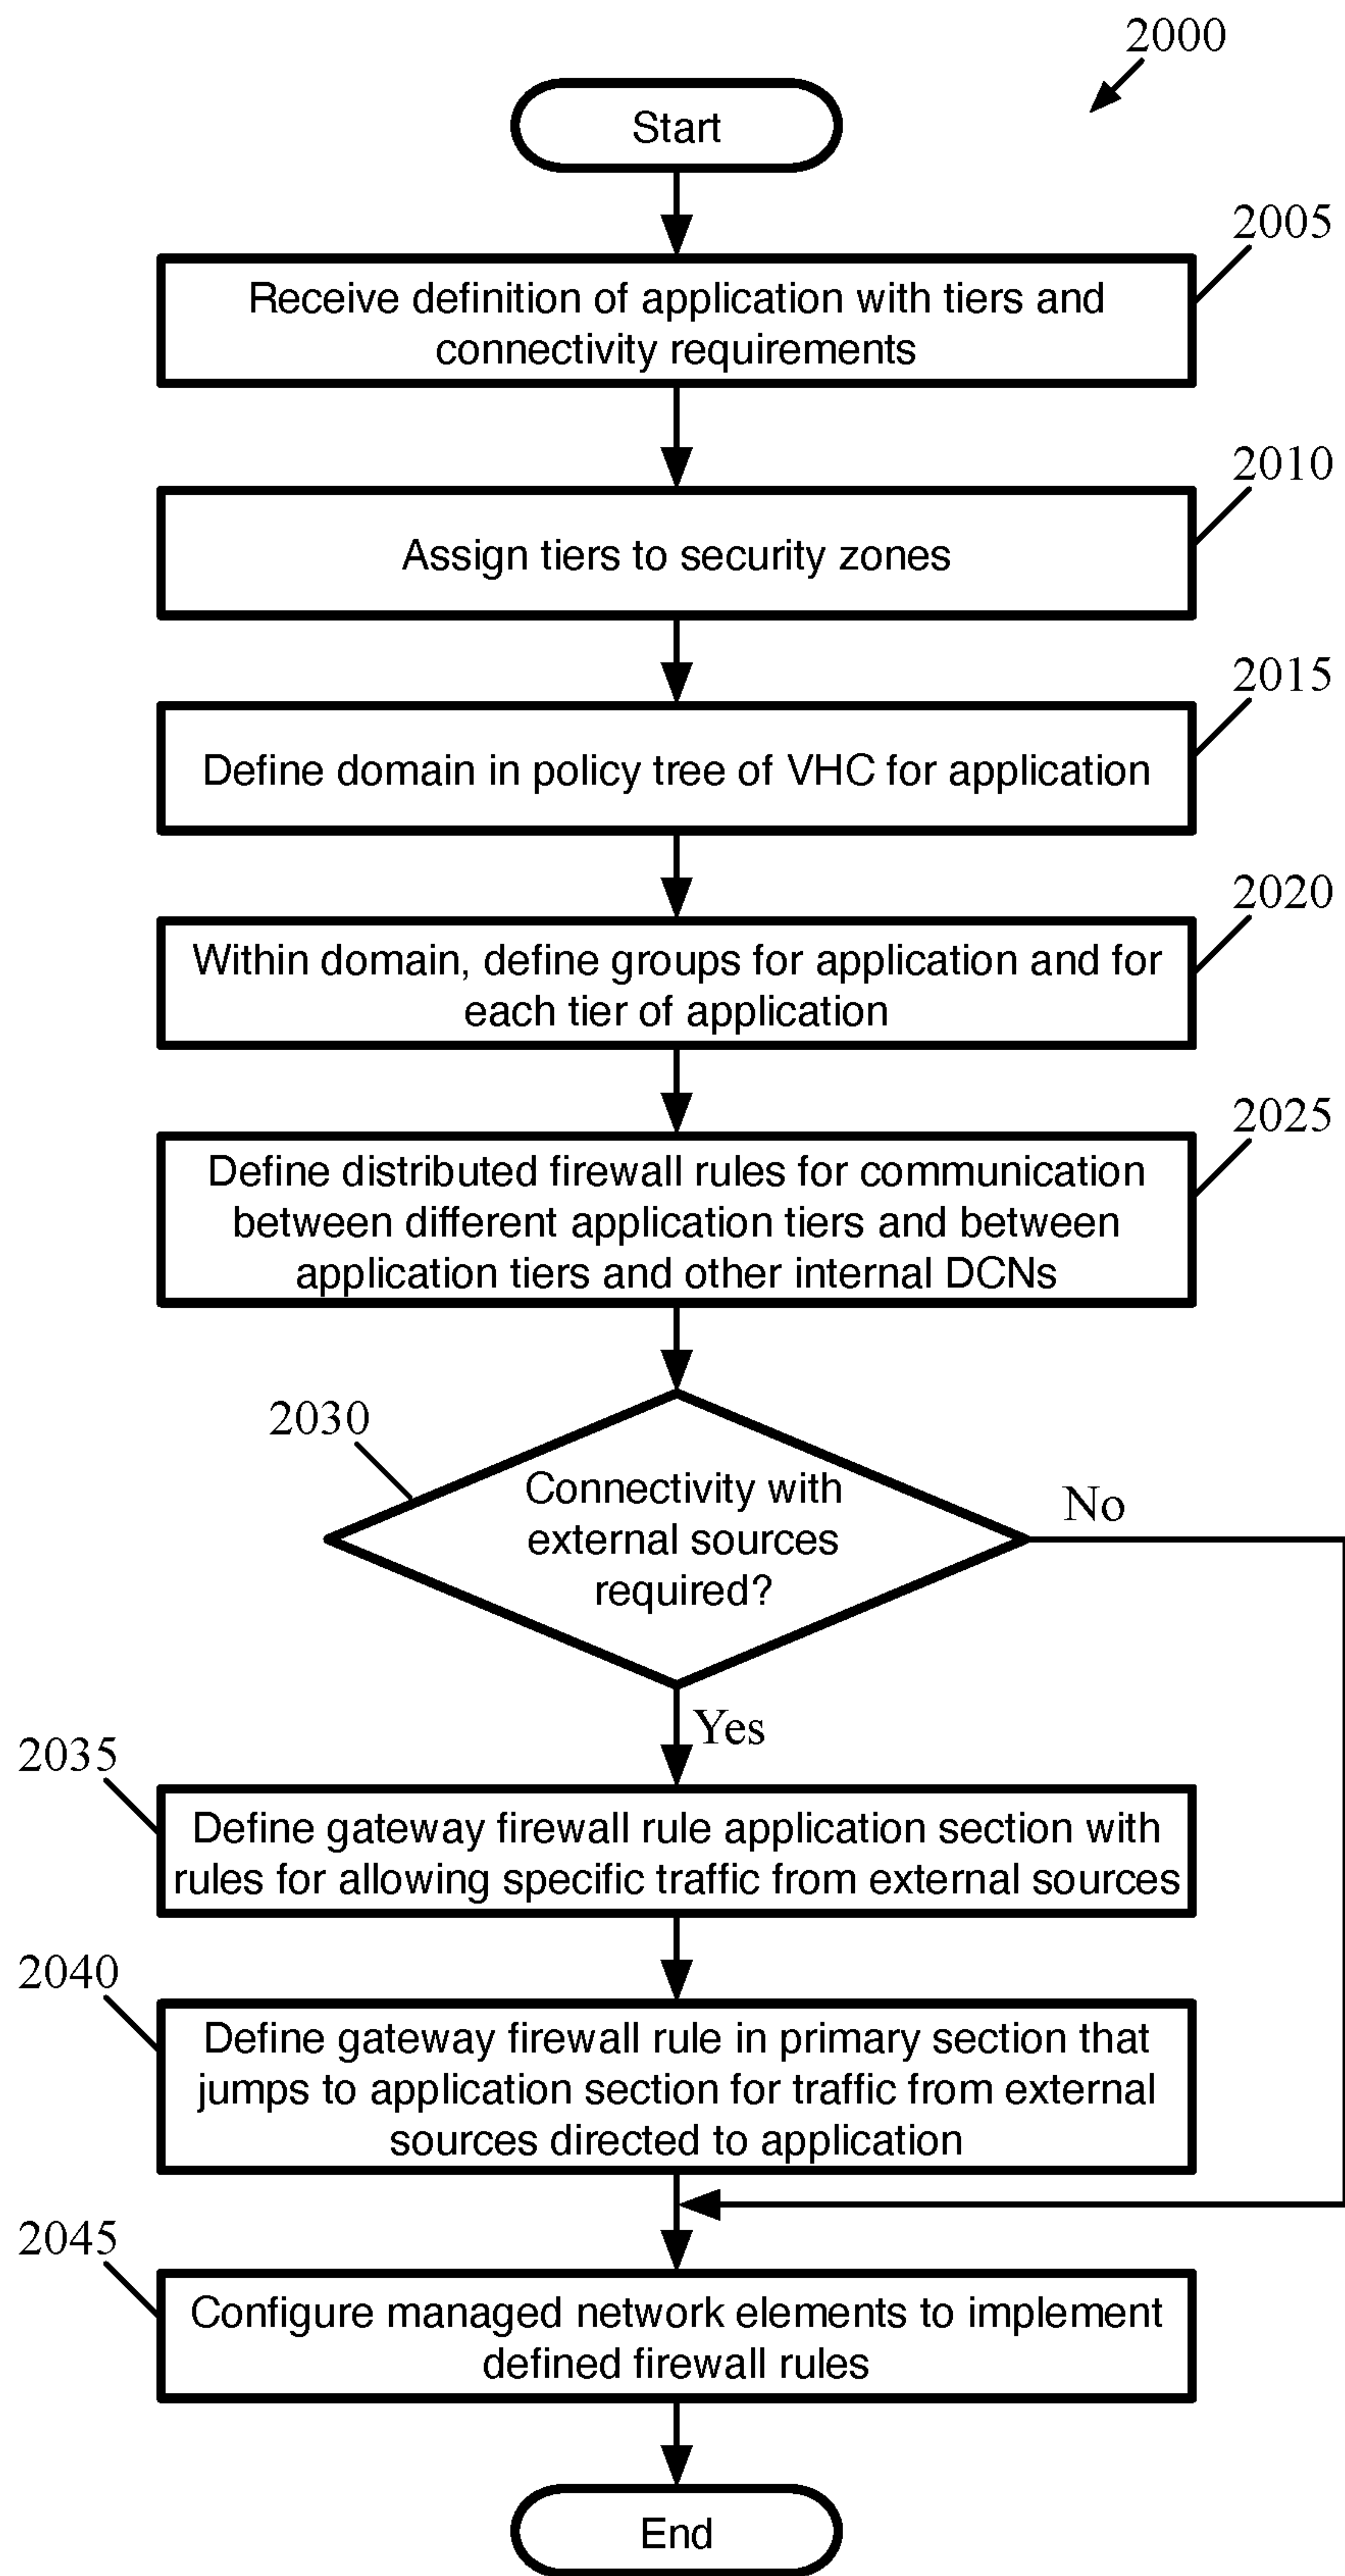 2000
Start
2005
Receive definition of application with tiers and
connectivity requirements
2010
Assign tiers to security zones
2015
Define domain in policy tree of VHC for application
2020
Within domain, define groups for application and for
each tier of application
2025
Define distributed firewall rules for communication
between different application tiers and between
application tiers and other internal DCNs
2030
Connectivity with
external sources
required?
No
Yes
2035
Define gateway firewall rule application section with
rules for allowing specific traffic from external sources
2040
Define gateway firewall rule in primary section that
jumps to application section for traffic from external
sources directed to application
2045
Configure managed network elements to implement
defined firewall rules
End